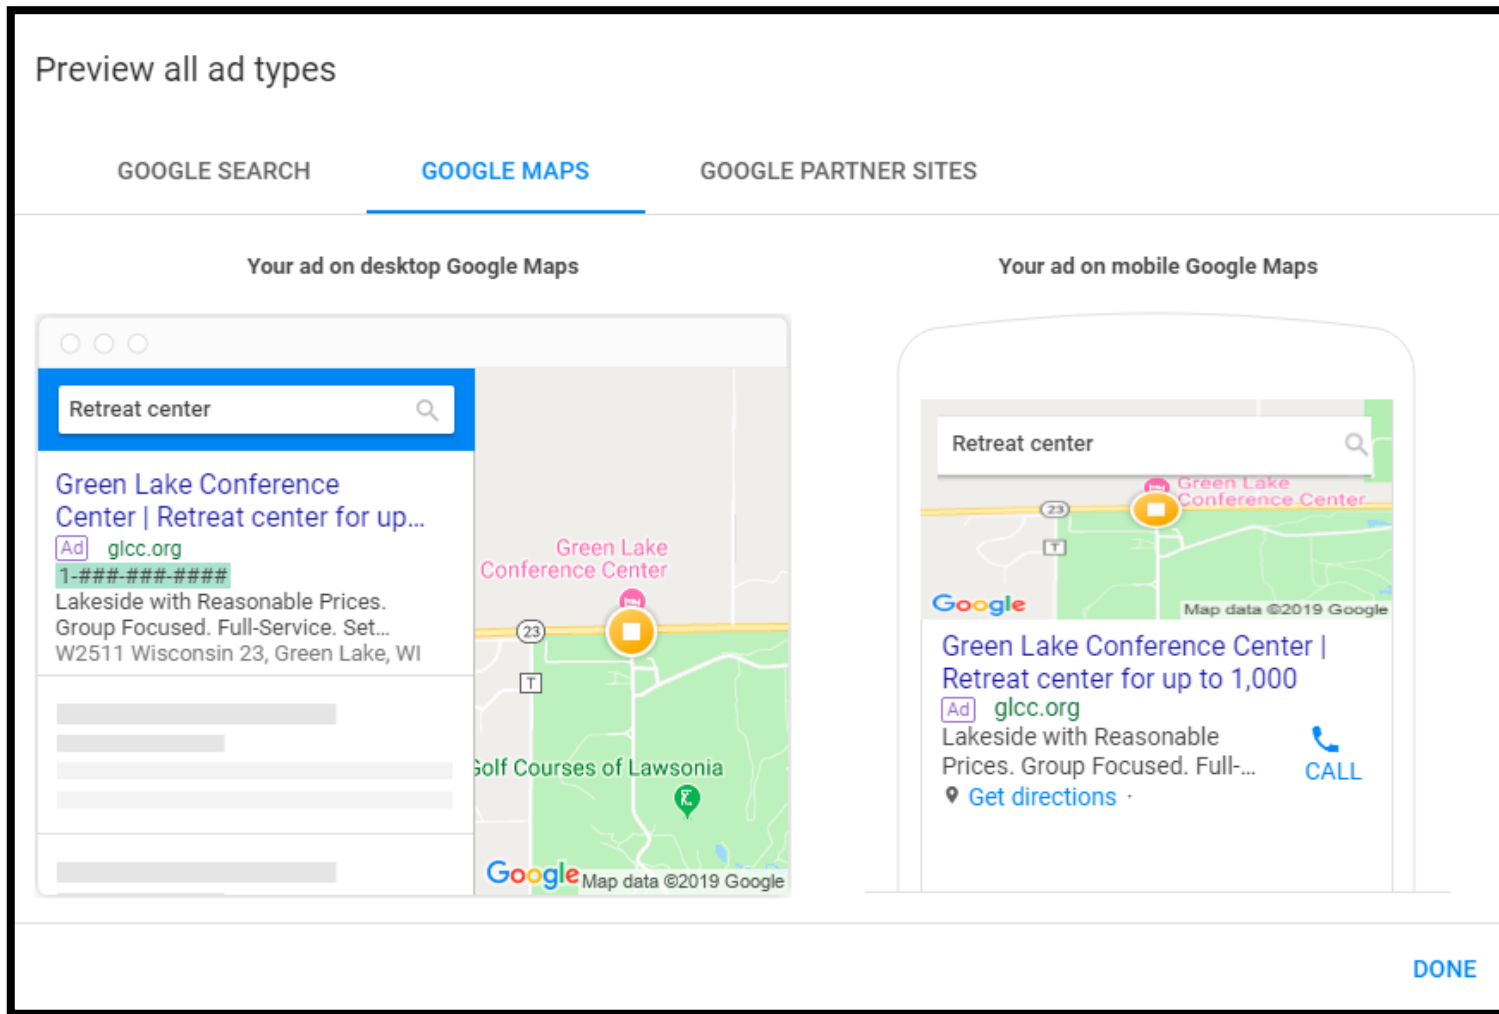 Preview all ad types
GOOGLE SEARCH
GOOGLE MAPS
GOOGLE PARTNER SITES
Your ad on desktop Google Maps
Retreat center
Green Lake Conference
Center | Retreat center for up...
Ad glcc.org
1-###-###-####
Lakeside with Reasonable Prices.
Group Focused. Full-Service. Set...
W2511 Wisconsin 23, Green Lake, WI
Green Lake
Conference Center
23
T
Golf Courses of Lawsonia
Google Map data ©2019 Google
Your ad on mobile Google Maps
Retreat center
Green Lake
Conference Center
23
T
Google Map data ©2019 Google
Green Lake Conference Center |
Retreat center for up to 1,000
Ad glcc.org
Lakeside with Reasonable
Prices. Group Focused. Full-...
CALL
Get directions ·
DONE